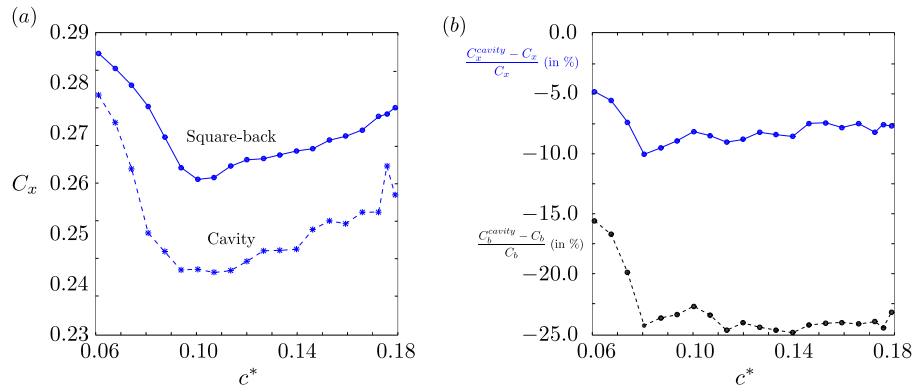 (a)
0.29
0.28
0.27
0.26
0.25
0.24
0.23
C_x
Square-back
Cavity
0.06
0.10
0.14
0.18
c*
(b)
0.0
−5.0
−10.0
−15.0
−20.0
−25.0
\frac{C_x^{cavity} − C_x}{C_x} (in %)
\frac{C_b^{cavity} − C_b}{C_b} (in %)
0.06
0.10
0.14
0.18
c*